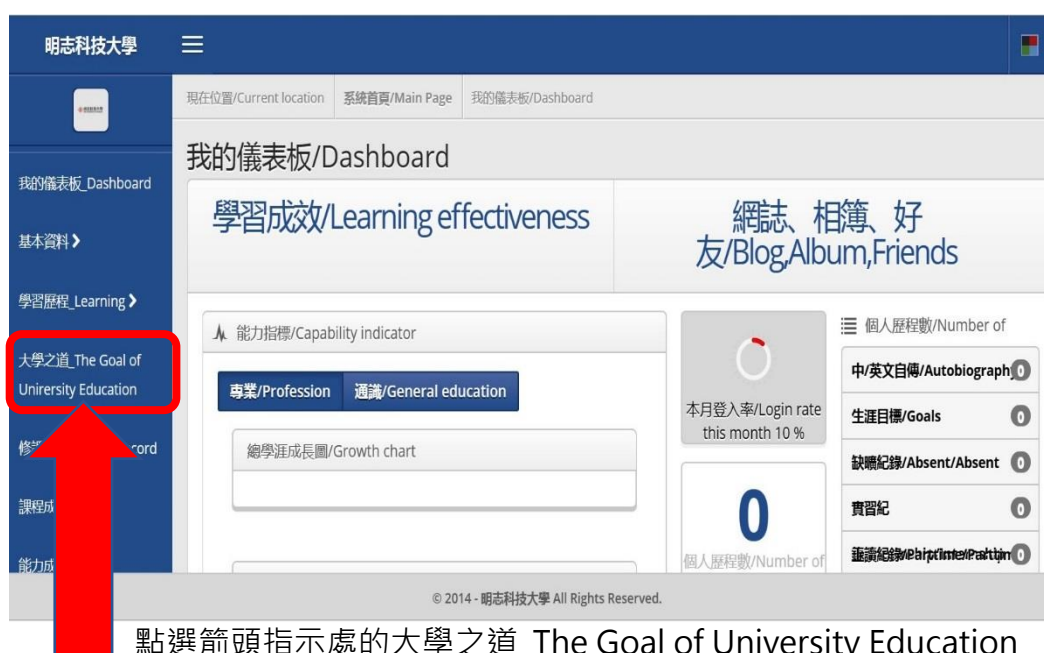 明志科技大學
現在位置/Current location 系統首頁/Main Page 我的儀表板/Dashboard
我的儀表板/Dashboard
我的儀表板_Dashboard
基本資料
學習歷程_Learning
大學之道_The Goal of
Unirersity Education
修 cord
課程成
能力成
學習成效/Learning effectiveness
網誌、相簿、好
友/Blog,Album,Friends
能力指標/Capability indicator
專業/Profession 通識/General education
總學涯成長圖/Growth chart
本月登入率/Login rate
this month 10 %
0
個人歷程數/Number of
個人歷程數/Number of
中/英文自傳/Autobiography 0
生涯目標/Goals 0
缺曠紀錄/Absent/Absent 0
實習紀 0
0
© 2014 - 明志科技大學 All Rights Reserved.
點選箭頭指示處的大學之道 The Goal of University Education